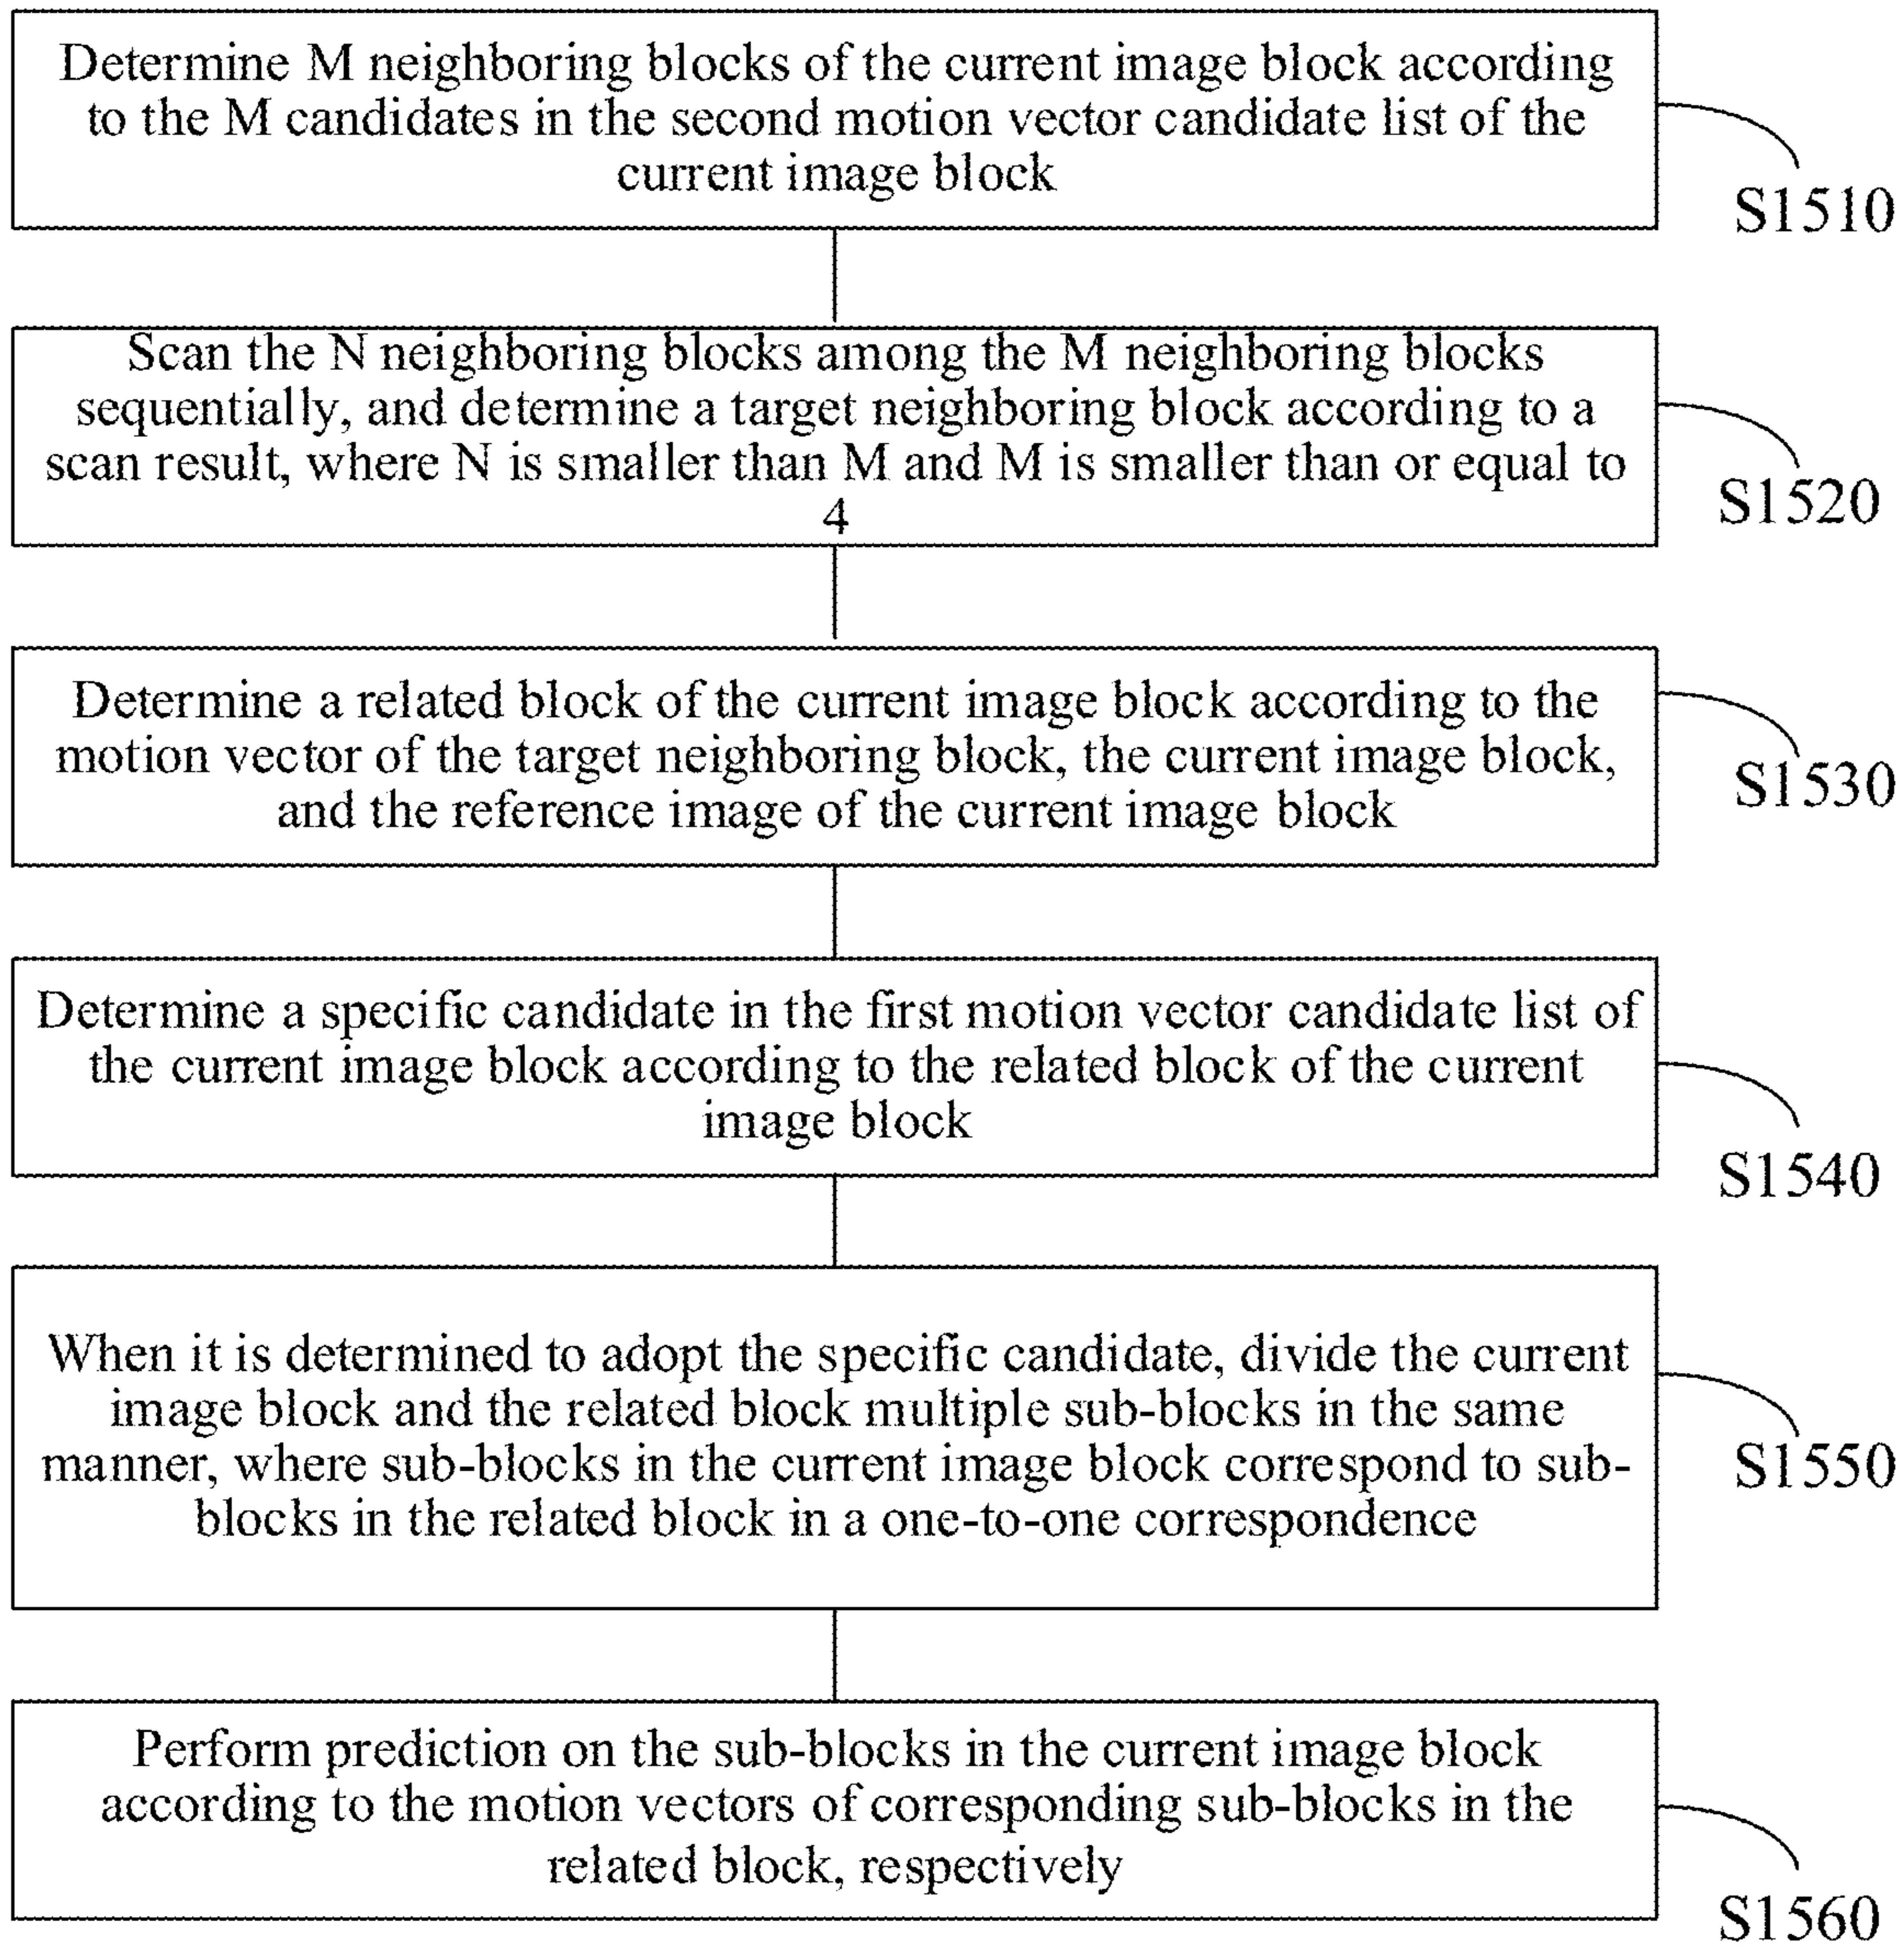 Determine M neighboring blocks of the current image block according
to the M candidates in the second motion vector candidate list of the
current image block
S1510
Scan the N neighboring blocks among the M neighboring blocks
sequentially, and determine a target neighboring block according to a
scan result, where N is smaller than M and M is smaller than or equal to
4
S1520
Determine a related block of the current image block according to the
motion vector of the target neighboring block, the current image block,
and the reference image of the current image block
S1530
Determine a specific candidate in the first motion vector candidate list of
the current image block according to the related block of the current
image block
S1540
When it is determined to adopt the specific candidate, divide the current
image block and the related block multiple sub-blocks in the same
manner, where sub-blocks in the current image block correspond to sub-
blocks in the related block in a one-to-one correspondence
S1550
Perform prediction on the sub-blocks in the current image block
according to the motion vectors of corresponding sub-blocks in the
related block, respectively
S1560